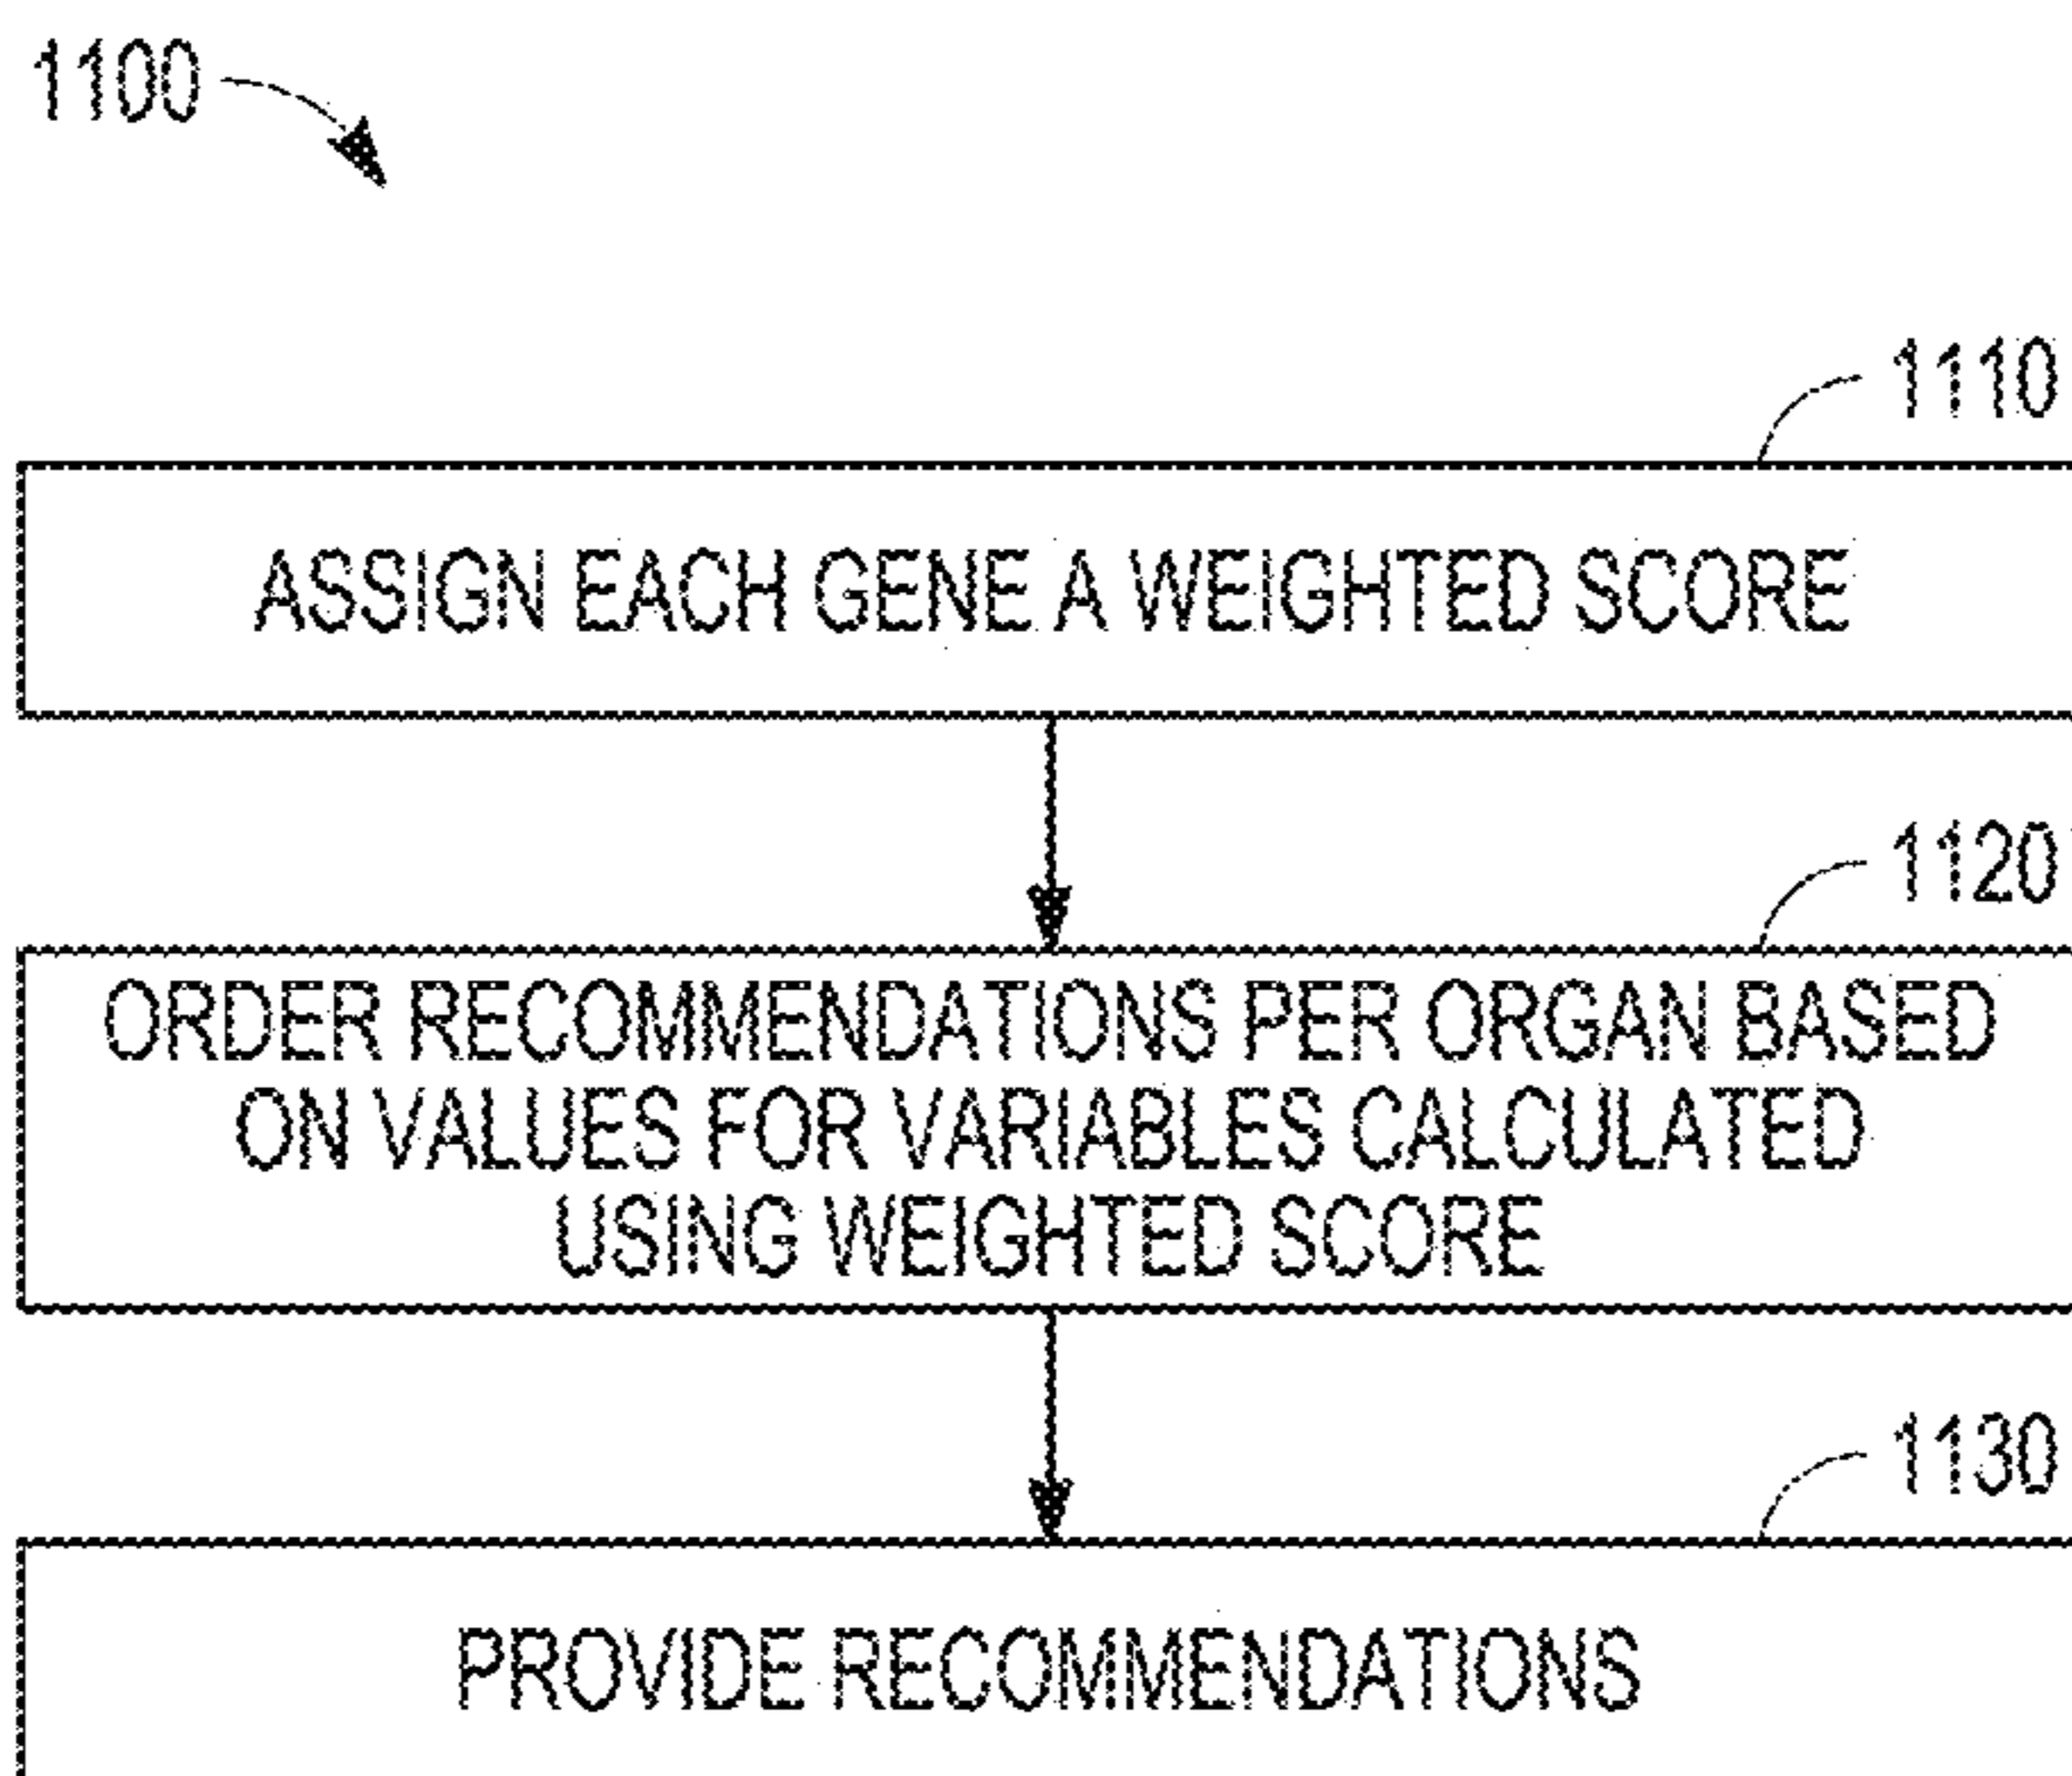 1100
1110
ASSIGN EACH GENE A WEIGHTED SCORE
1120
ORDER RECOMMENDATIONS PER ORGAN BASED
ON VALUES FOR VARIABLES CALCULATED
USING WEIGHTED SCORE
1130
PROVIDE RECOMMENDATIONS